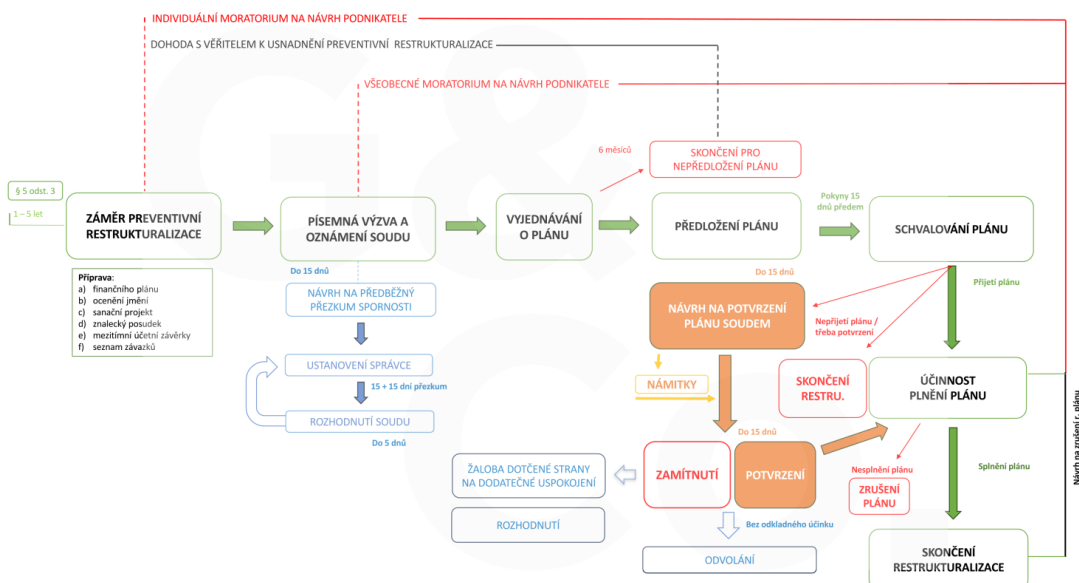 INDIVIDUÁLNÍ MORATORIUM NA NÁVRH PODNIKATELE
DOHODA S VĚŘITELEM K USNADNĚNÍ PREVENTIVNÍ RESTRUKTURALIZACE
VŠEOBECNÉ MORATORIUM NA NÁVRH PODNIKATELE
6 měsíců
SKONČENÍ PRO
NEPŘEDLOŽENÍ PLÁNU
§ 5 odst. 3
1 – 5 let
ZÁMĚR PREVENTIVNÍ
RESTRUKTURALIZACE
PÍSEMNÁ VÝZVA A
OZNÁMENÍ SOUDU
VYJEDNÁVÁNÍ
O PLÁNU
PŘEDLOŽENÍ PLÁNU
Pokyny 15
dnů předem
SCHVALOVÁNÍ PLÁNU
Příprava:
a) finančního plánu
b) ocenění jmění
c) sanační projekt
d) znalecký posudek
e) mezitímní účetní závěrky
f) seznam závazků
Do 15 dnů
NÁVRH NA PŘEDBĚŽNÝ
PŘEZKUM SPORNOSTI
USTANOVENÍ SPRÁVCE
15 + 15 dní přezkum
ROZHODNUTÍ SOUDU
Do 5 dnů
Do 15 dnů
NÁVRH NA POTVRZENÍ
PLÁNU SOUDEM
Nepřijetí plánu /
třeba potvrzení
Přijetí plánu
NÁMITKY
SKONČENÍ
RESTRU.
ÚČINNOST
PLNĚNÍ PLÁNU
Do 15 dnů
ZAMÍTNUTÍ
POTVRZENÍ
ŽALOBA DOTČENÉ STRANY
NA DODATEČNÉ USPOKOJENÍ
ROZHODNUTÍ
Bez odkladného účinku
ODVOLÁNÍ
Nesplnění plánu
ZRUŠENÍ
PLÁNU
Splnění plánu
SKONČENÍ
RESTRUKTURALIZACE
Návrh na zrušení r. plánu
G&
Co.